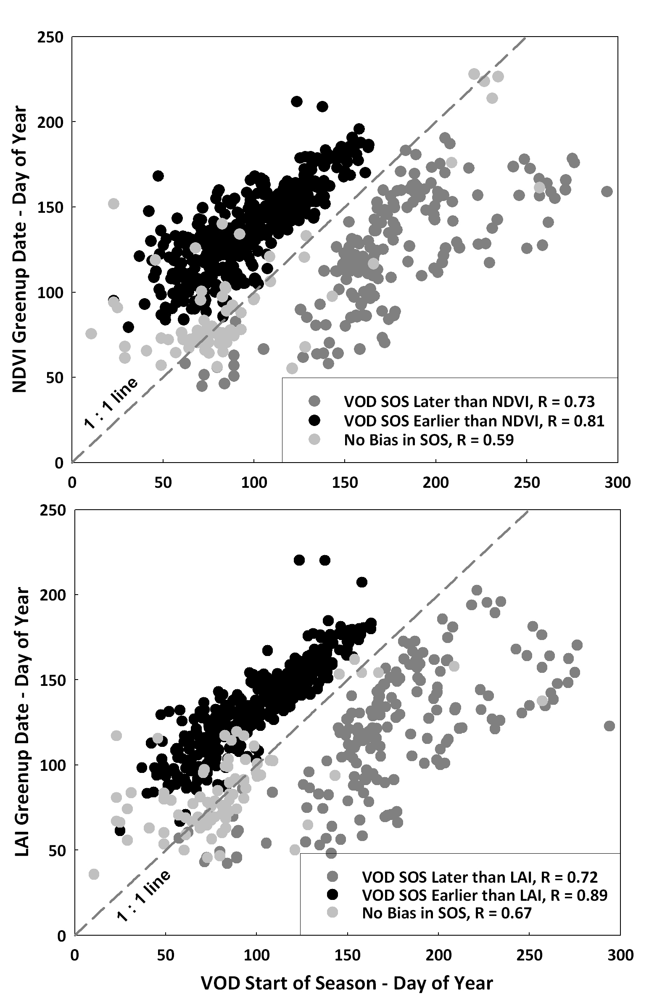 250
200
150
100
50
0
NDVI Greenup Date - Day of Year
1 : 1 line
VOD SOS Later than NDVI, R = 0.73
VOD SOS Earlier than NDVI, R = 0.81
No Bias in SOS, R = 0.59
0 50 100 150 200 250 300
250
200
150
100
50
0
LAI Greenup Date - Day of Year
1 : 1 line
VOD SOS Later than LAI, R = 0.72
VOD SOS Earlier than LAI, R = 0.89
No Bias in SOS, R = 0.67
0 50 100 150 200 250 300
VOD Start of Season - Day of Year